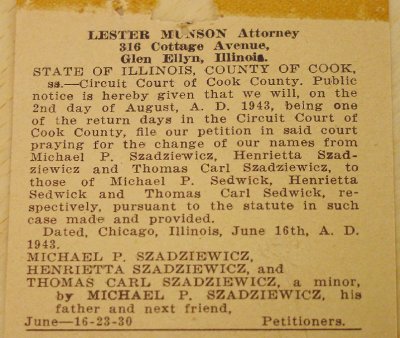 LESTER MUNSON Attorney
316 Cottage Avenue,
Glen Ellyn, Illinois.
STATE OF ILLINOIS, COUNTY OF COOK,
ss.—Circuit Court of Cook County. Public
notice is hereby given that we will, on the
2nd day of August, A. D. 1943, being one
of the return days in the Circuit Court of
Cook County, file our petition in said court
praying for the change of our names from
Michael P. Szadziewicz, Henrietta Szad-
ziewicz and Thomas Carl Szadziewicz, to
those of Michael P. Sedwick, Henrietta
Sedwick and Thomas Carl Sedwick, re-
spectively, pursuant to the statute in such
case made and provided.
Dated, Chicago, Illinois, June 16th, A. D.
1943.
MICHAEL P. SZADZIEWICZ,
HENRIETTA SZADZIEWICZ, and
THOMAS CARL SZADZIEWICZ, a minor,
by MICHAEL P. SZADZIEWICZ, his
father and next friend,
June—16-23-30 Petitioners.